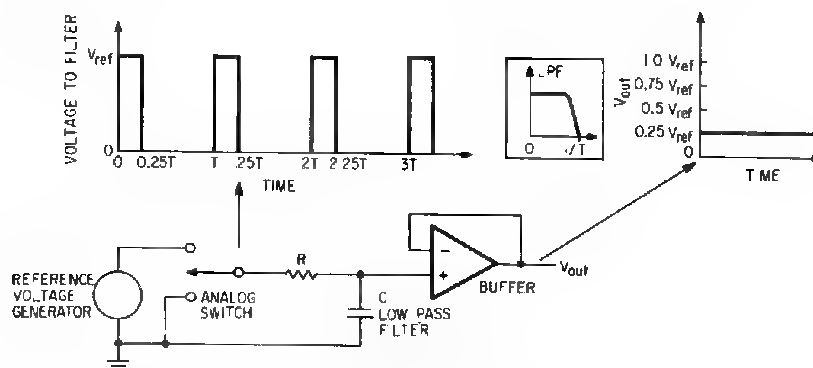 VOLTAGE TO FILTER
Vref
0
0 0.25T T .25T 2T 2 25T 3T
TIME
LPF
0 1/T
Vout
1 0 Vref
0.75 Vref
0.5 Vref
0.25 Vref
0
TIME
REFERENCE
VOLTAGE
GENERATOR
ANALOG
SWITCH
R
C
LOW PASS
FILTER
-
+
BUFFER
Vout